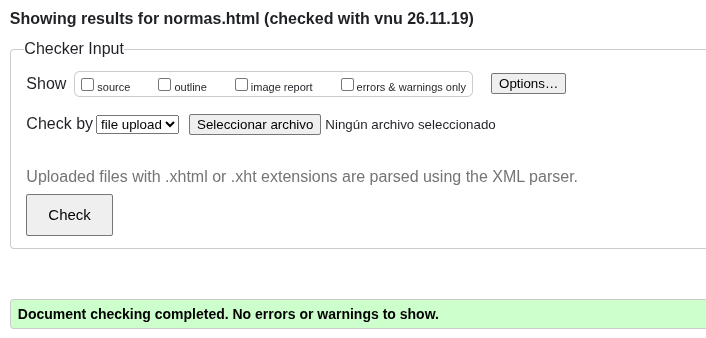 Showing results for normas.html (checked with vnu 26.11.19)
Checker Input
Show source outline image report errors & warnings only Options...
Check by file upload Seleccionar archivo Ningún archivo seleccionado
Uploaded files with .xhtml or .xht extensions are parsed using the XML parser.
Check
Document checking completed. No errors or warnings to show.